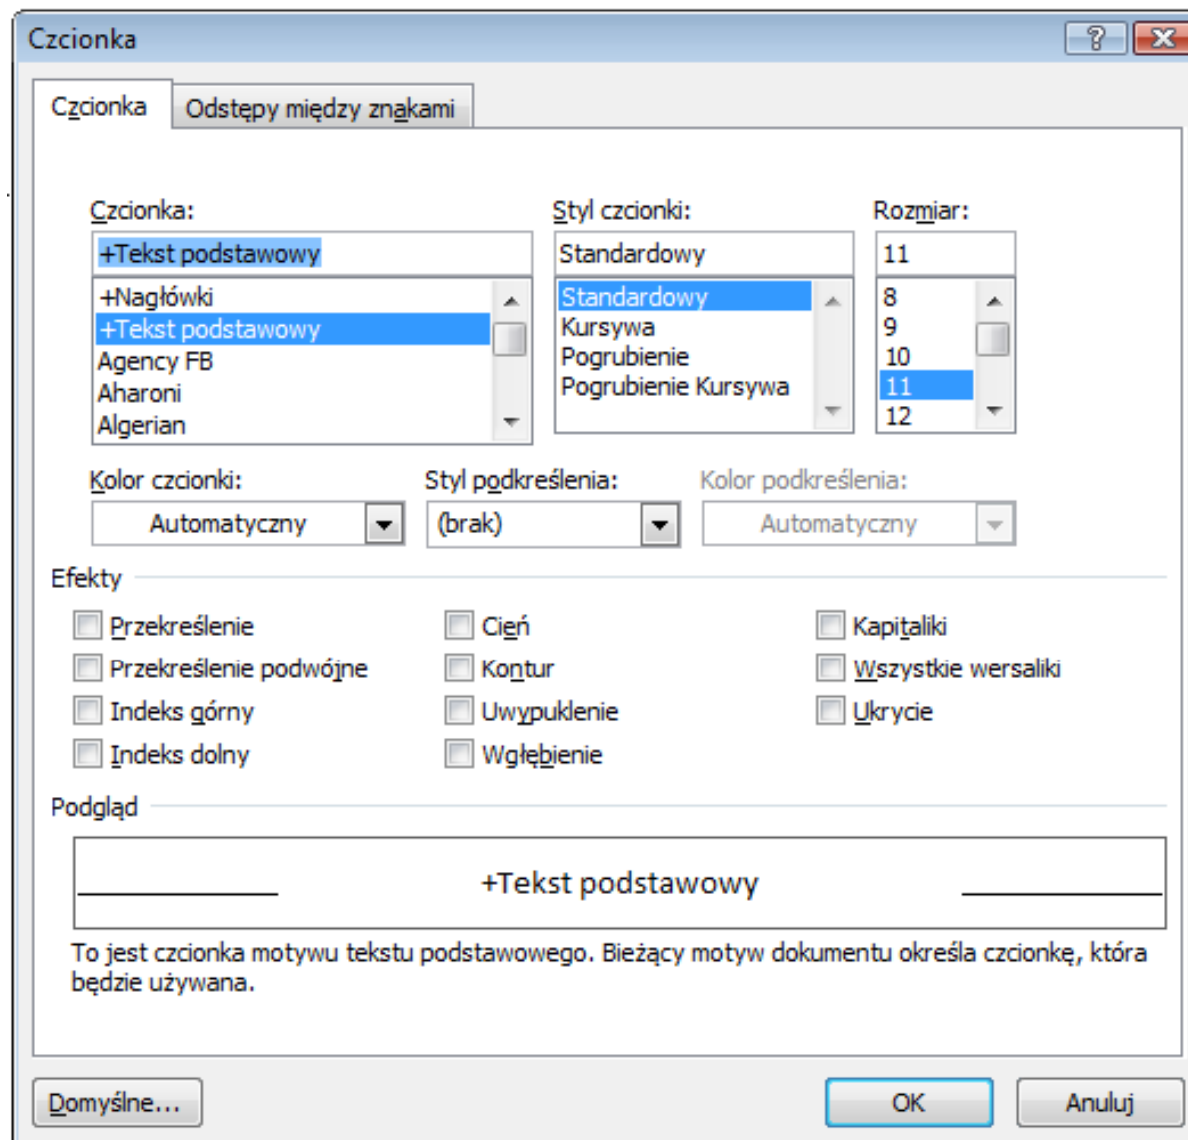 Czcionka
Czcionka Odstępy między znakami
Czcionka: Styl czcionki: Rozmiar:
+Tekst podstawowy Standardowy 11
+Nagłówki Standardowy 8
+Tekst podstawowy Kursywa 9
Agency FB Pogrubienie 10
Aharoni Pogrubienie Kursywa 11
Algerian 12
Kolor czcionki: Styl podkreślenia: Kolor podkreślenia:
Automatyczny (brak) Automatyczny
Efekty
Przekreślenie Cień Kapitaliki
Przekreślenie podwójne Kontur Wszystkie wersaliki
Indeks górny Uwypuklenie Ukrycie
Indeks dolny Wgłębienie
Podgląd
+Tekst podstawowy
To jest czcionka motywu tekstu podstawowego. Bieżący motyw dokumentu określa czcionkę, która
będzie używana.
Domyślne... OK Anuluj